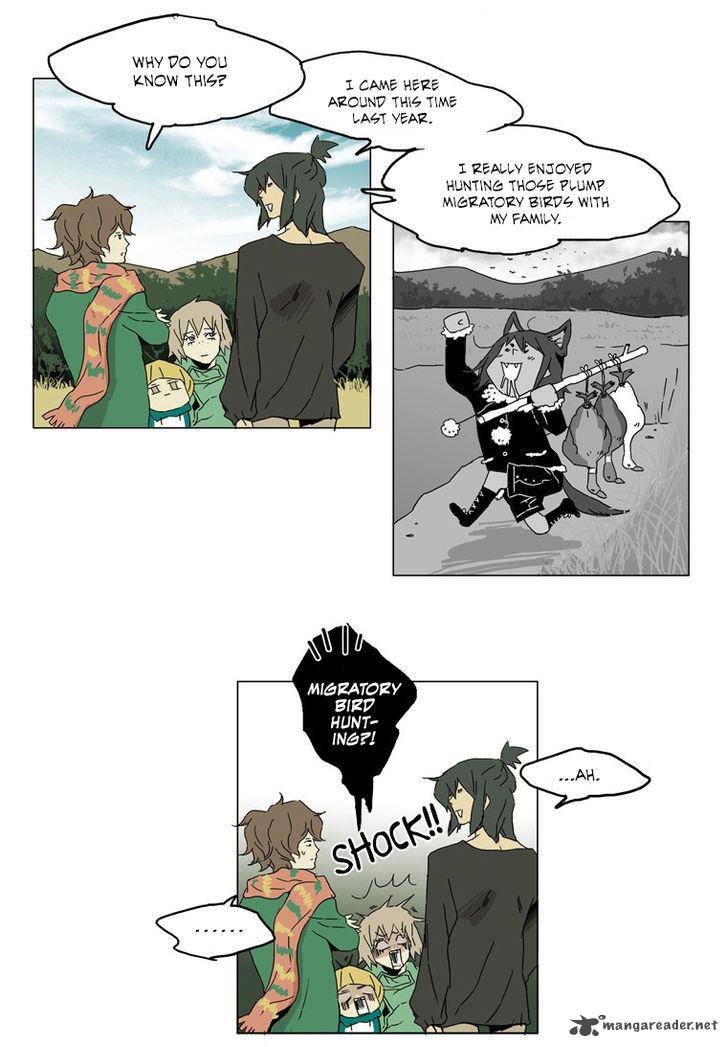 WHY DO YOU
KNOW THIS?
I CAME HERE
AROUND THIS TIME
LAST YEAR.
I REALLY ENJOYED
HUNTING THOSE PLUMP
MIGRATORY BIRDS WITH
MY FAMILY.
MIGRATORY
BIRD
HUNT-
ING?!
...AH.
SHOCK!!
......
mangareader.net